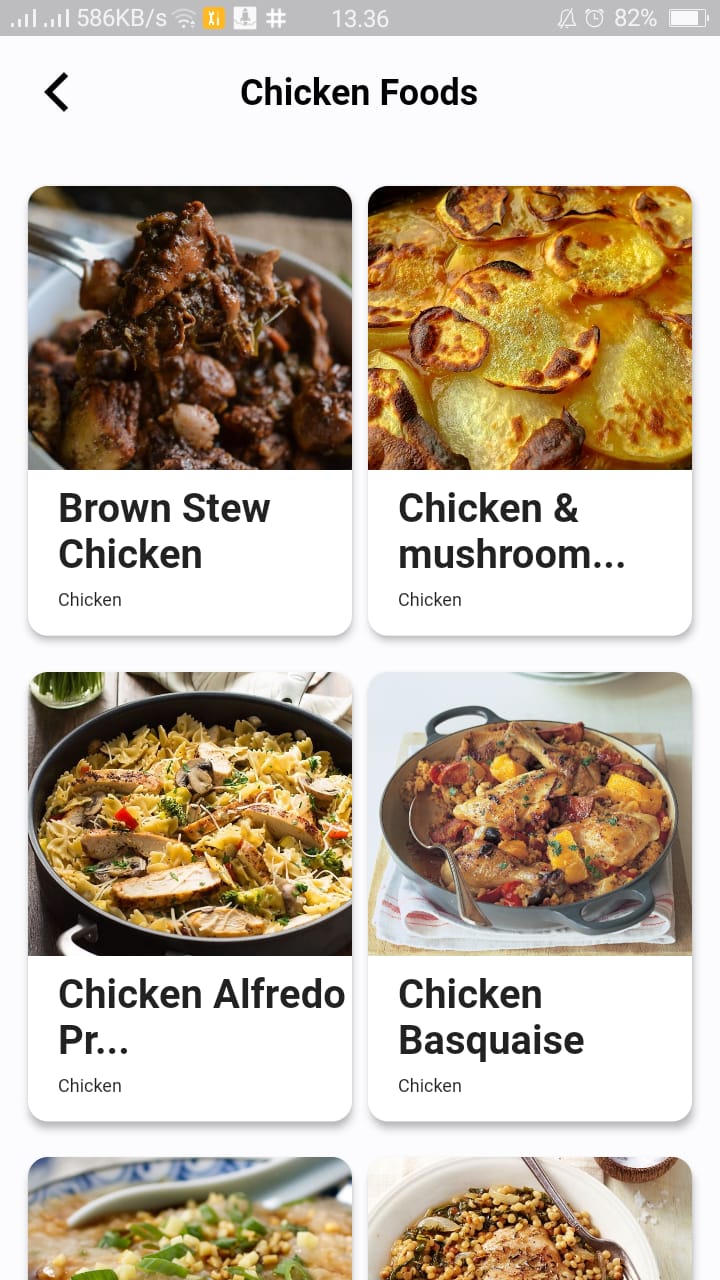 586KB/s 13.36 82%
Chicken Foods
Brown Stew
Chicken
Chicken
Chicken &
mushroom...
Chicken
Chicken Alfredo
Pr...
Chicken
Chicken
Basquaise
Chicken